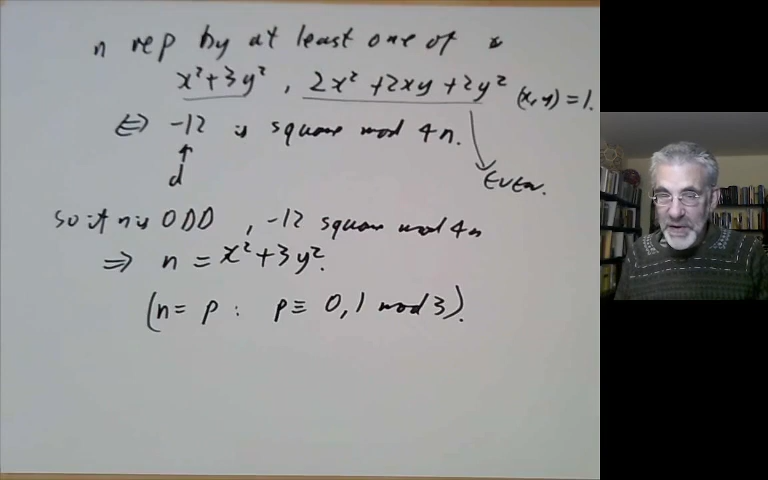 n rep by at least one of
x²+3y², 2x²+2xy+2y² (x,y)=1.
⇔ -12 is square mod 4n.
↑
d
EVEN.
so if n is ODD, -12 square mod 4n
⇒ n = x²+3y².
(n=p: p≡0,1 mod 3).